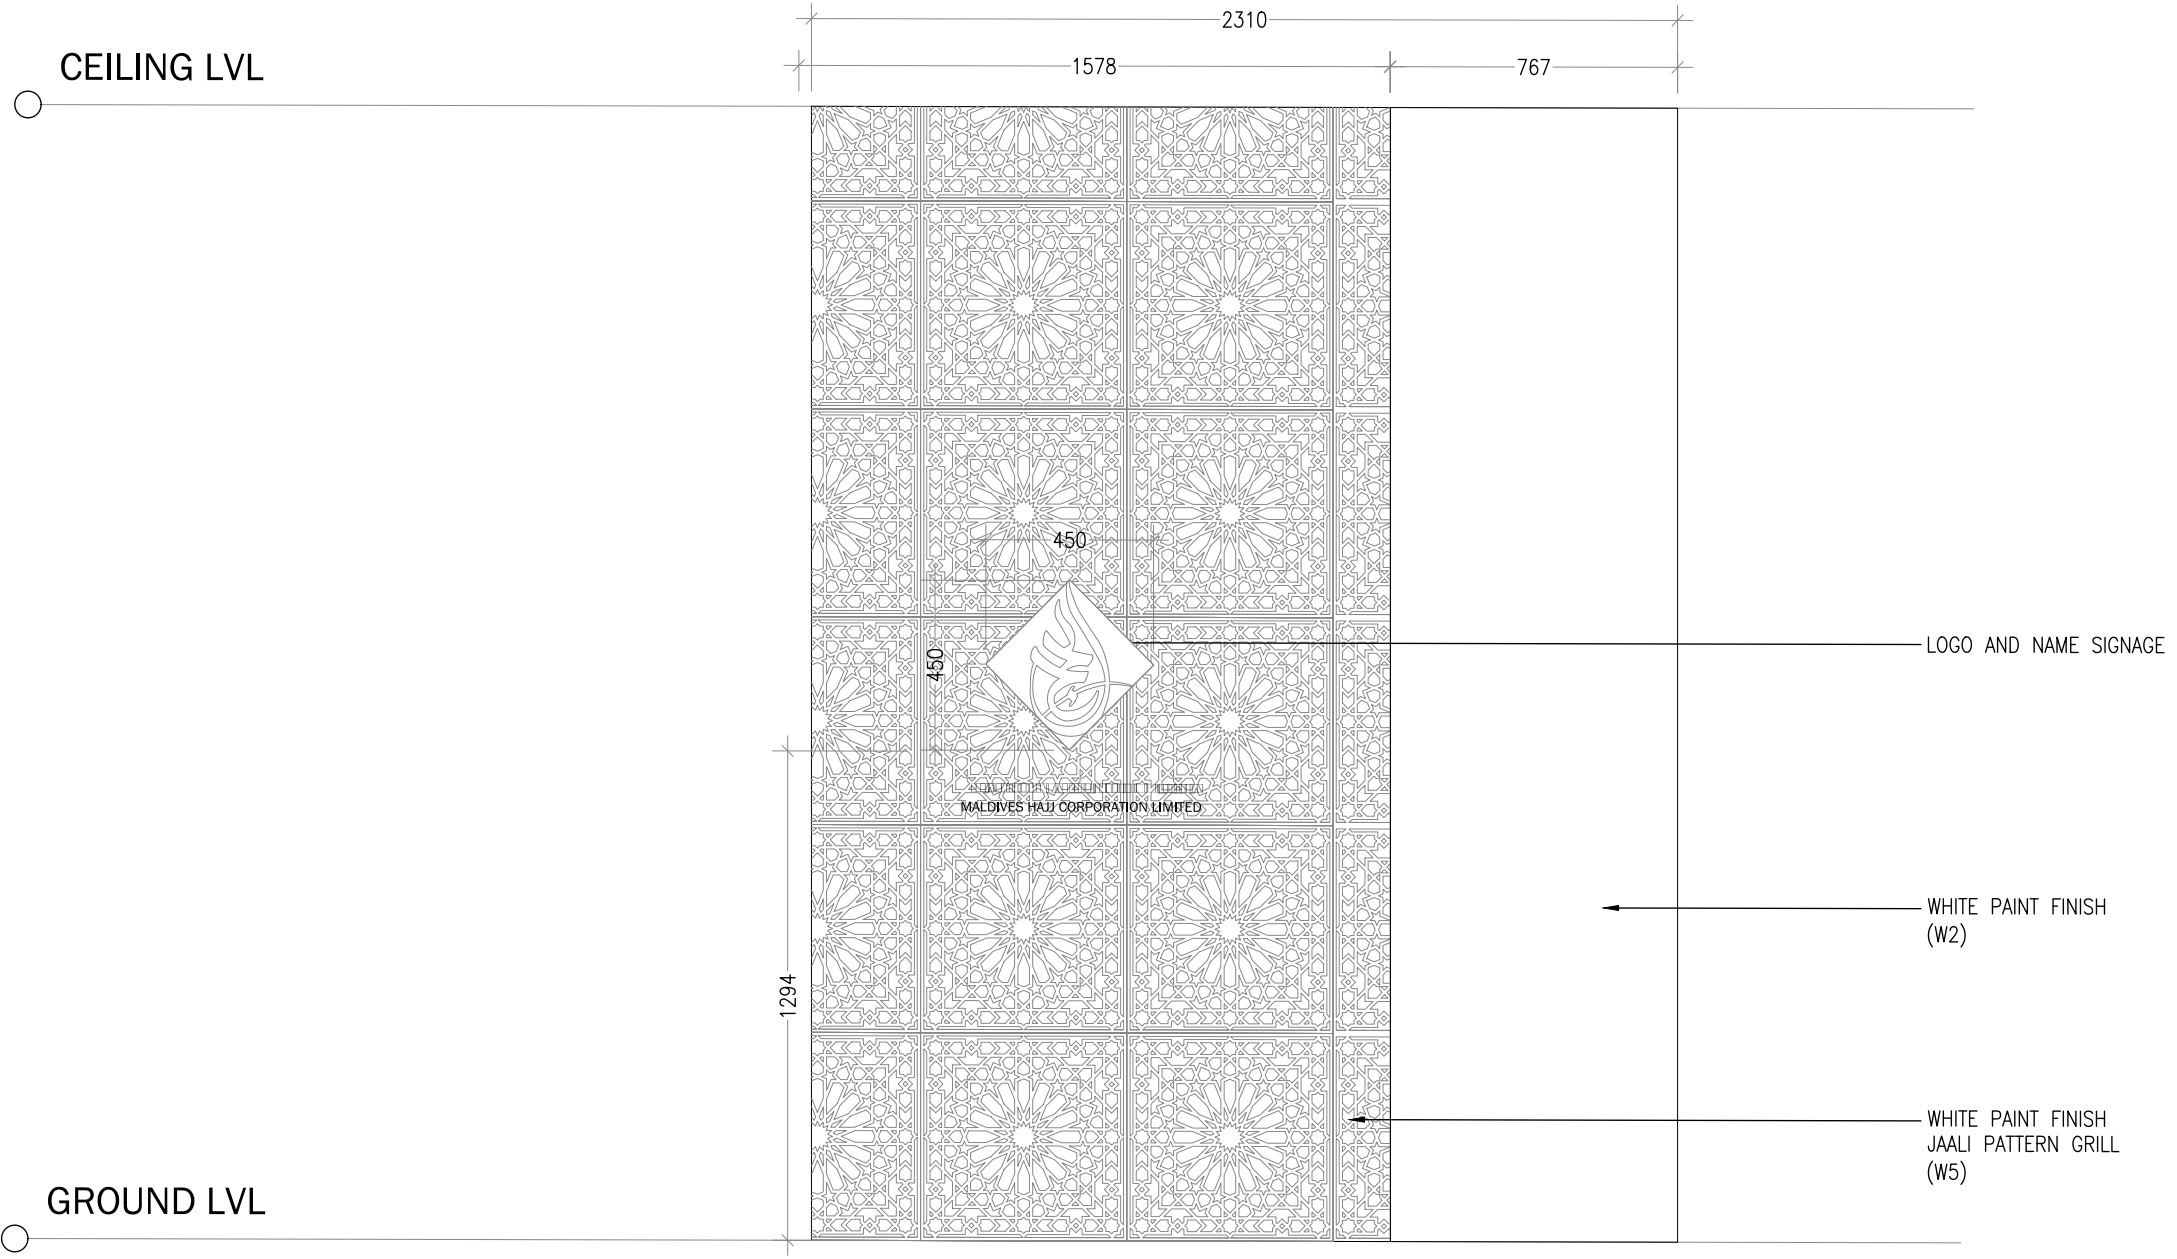 2310
CEILING LVL
1578
767
450
450
LOGO AND NAME SIGNAGE
MALDIVES HAJJ CORPORATION LIMITED
WHITE PAINT FINISH
(W2)
1294
WHITE PAINT FINISH
JAALI PATTERN GRILL
(W5)
GROUND LVL